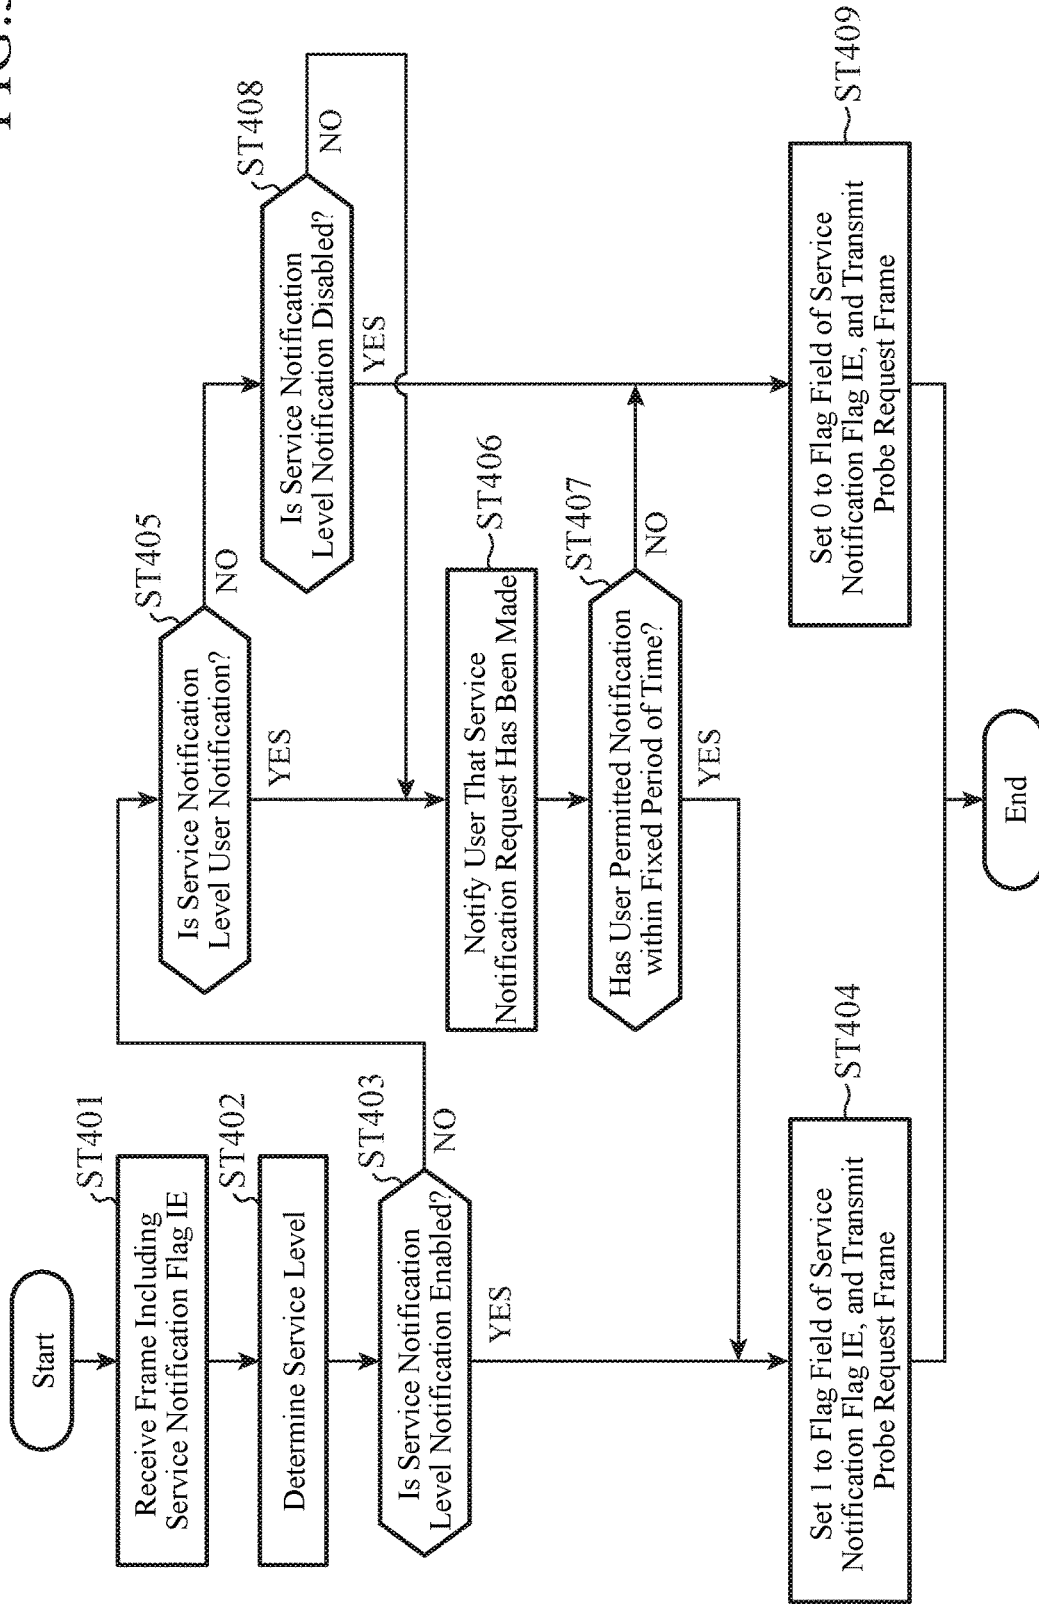 Start
ST401
Receive Frame Including
Service Notification Flag IE
ST402
Determine Service Level
ST403
Is Service Notification
Level Notification Enabled?
NO
YES
ST405
Is Service Notification
Level User Notification?
NO
YES
ST408
Is Service Notification
Level Notification Disabled?
NO
YES
ST406
Notify User That Service
Notification Request Has Been Made
ST407
Has User Permitted Notification
within Fixed Period of Time?
NO
YES
ST404
Set 1 to Flag Field of Service
Notification Flag IE, and Transmit
Probe Request Frame
ST409
Set 0 to Flag Field of Service
Notification Flag IE, and Transmit
Probe Request Frame
End